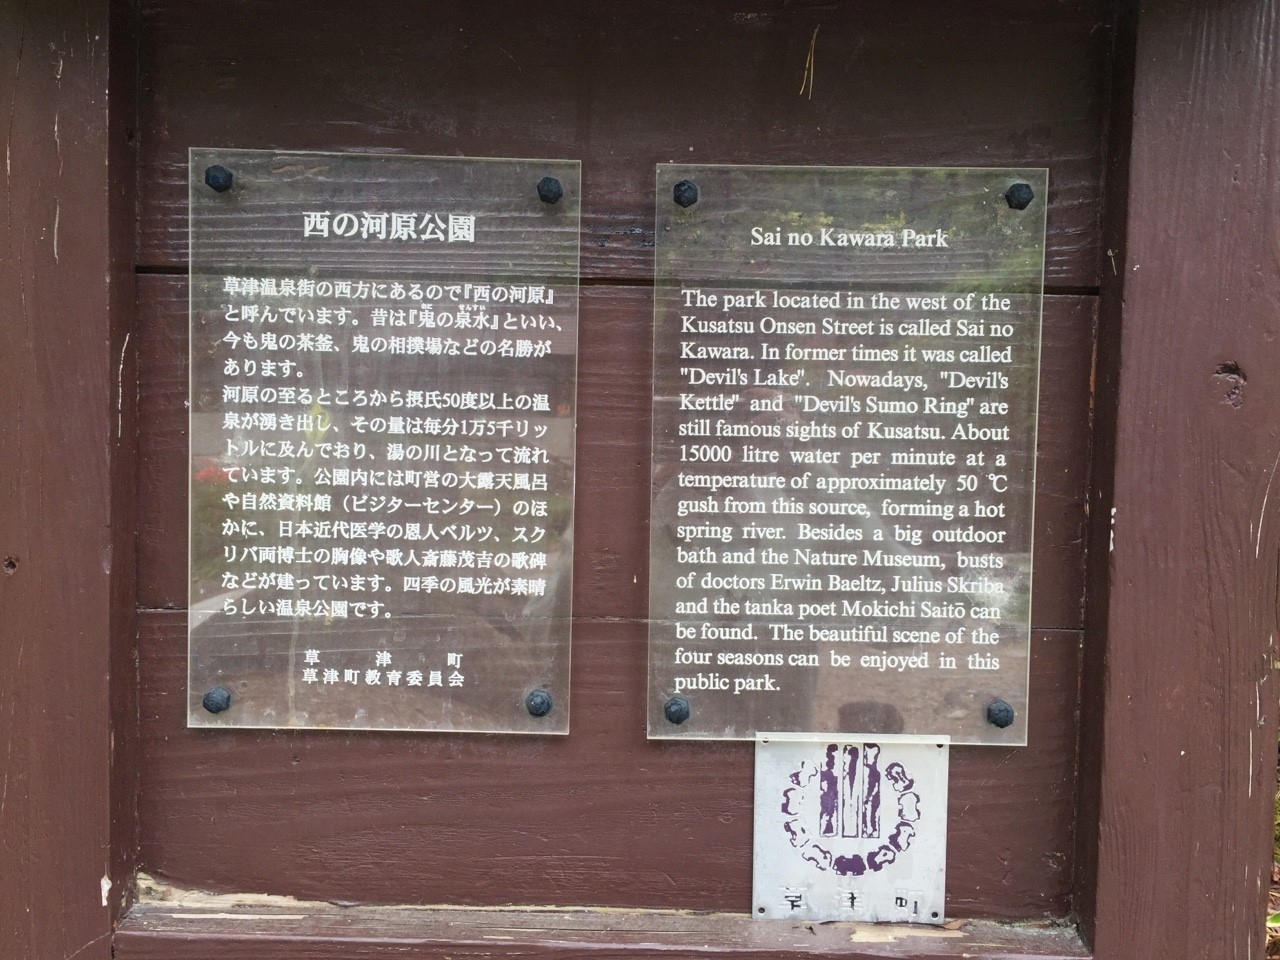 西の河原公園
草津温泉街の西方にあるので『西の河原』
と呼んでいます。昔は『鬼の泉水』といい、
今も鬼の茶釜、鬼の相撲場などの名勝が
あります。
河原の至るところから摂氏50度以上の温
泉が湧き出し、その量は毎分1万5千リッ
トルに及んでおり、湯の川となって流れ
ています。公園内には町営の大露天風呂
や自然資料館（ビジターセンター）のほ
かに、日本近代医学の恩人ベルツ、スク
リバ両博士の胸像や歌人斎藤茂吉の歌碑
などが建っています。四季の風光が素晴
らしい温泉公園です。
草津町
草津町教育委員会
Sai no Kawara Park
The park located in the west of the
Kusatsu Onsen Street is called Sai no
Kawara. In former times it was called
"Devil's Lake". Nowadays, "Devil's
Kettle" and "Devil's Sumo Ring" are
still famous sights of Kusatsu. About
15000 litre water per minute at a
temperature of approximately 50 ℃
gush from this source, forming a hot
spring river. Besides a big outdoor
bath and the Nature Museum, busts
of doctors Erwin Baeltz, Julius Skriba
and the tanka poet Mokichi Saitō can
be found. The beautiful scene of the
four seasons can be enjoyed in this
public park.
草津町